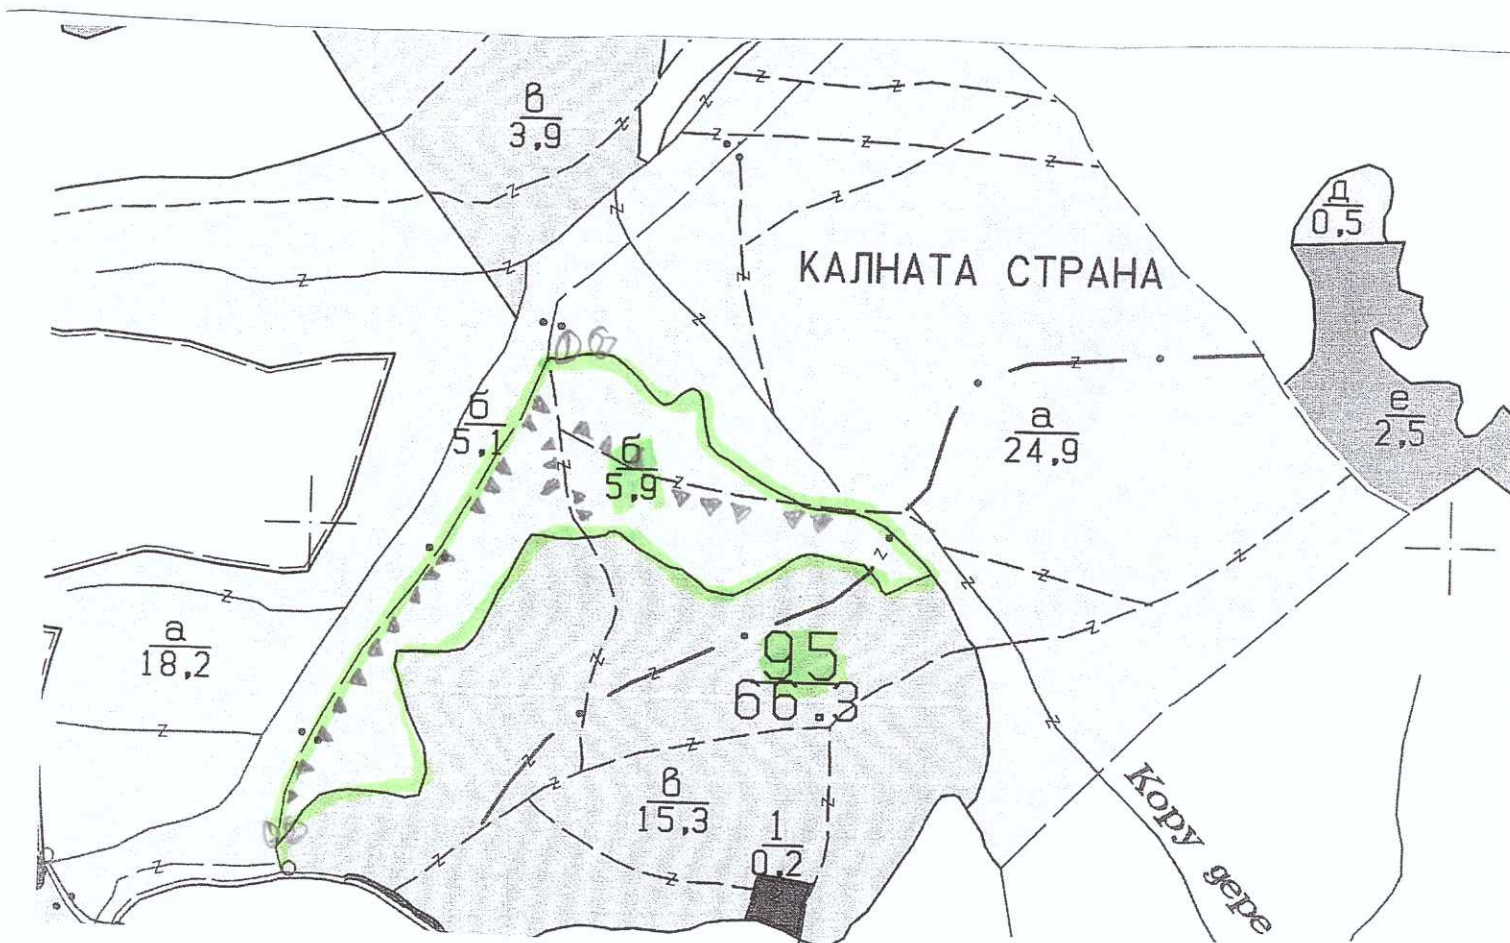 в
3,9
КАЛНАТА СТРАНА
д
0,5
б
5,1
б
5,9
а
24,9
е
2,5
а
18,2
95
66.3
в
15,3
1
0,2
Кору дере